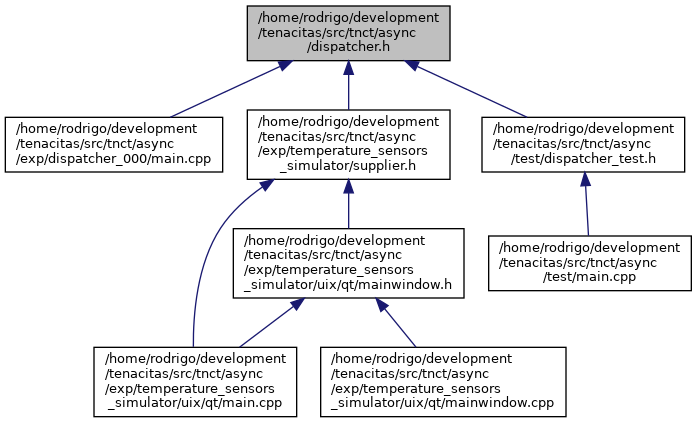 /home/rodrigo/development
/tenacitas/src/tnct/async
/dispatcher.h
/home/rodrigo/development
/tenacitas/src/tnct/async
/exp/dispatcher_000/main.cpp
/home/rodrigo/development
/tenacitas/src/tnct/async
/exp/temperature_sensors
_simulator/supplier.h
/home/rodrigo/development
/tenacitas/src/tnct/async
/test/dispatcher_test.h
/home/rodrigo/development
/tenacitas/src/tnct/async
/exp/temperature_sensors
_simulator/uix/qt/mainwindow.h
/home/rodrigo/development
/tenacitas/src/tnct/async
/test/main.cpp
/home/rodrigo/development
/tenacitas/src/tnct/async
/exp/temperature_sensors
_simulator/uix/qt/main.cpp
/home/rodrigo/development
/tenacitas/src/tnct/async
/exp/temperature_sensors
_simulator/uix/qt/mainwindow.cpp